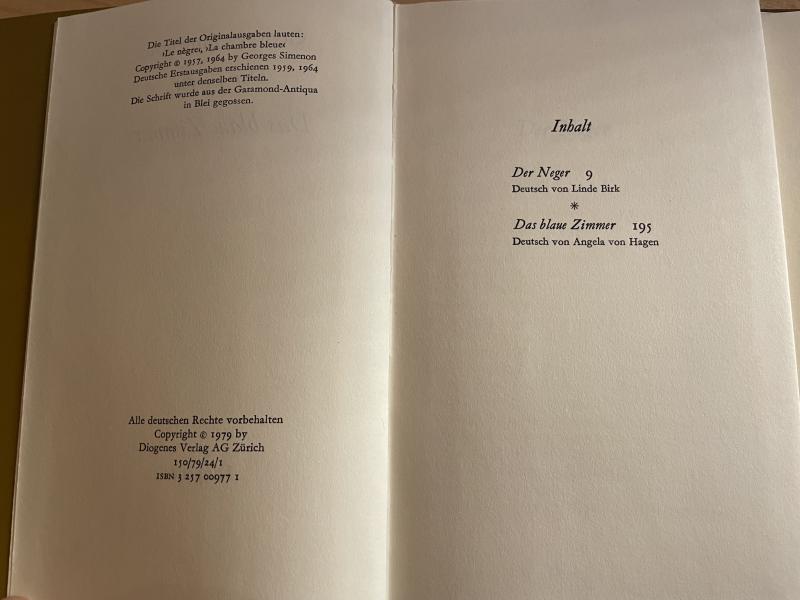 Die Titel der Originalausgaben lauten:
›Le nègre‹, ›La chambre bleue‹
Copyright © 1957, 1964 by Georges Simenon
Deutsche Erstausgaben erschienen 1959, 1964
unter denselben Titeln.
Die Schrift wurde aus der Garamond-Antiqua
in Blei gegossen.
Alle deutschen Rechte vorbehalten
Copyright © 1979 by
Diogenes Verlag AG Zürich
150/79/24/1
ISBN 3 257 00977 1
Inhalt
Der Neger 9
Deutsch von Linde Birk
*
Das blaue Zimmer 195
Deutsch von Angela von Hagen